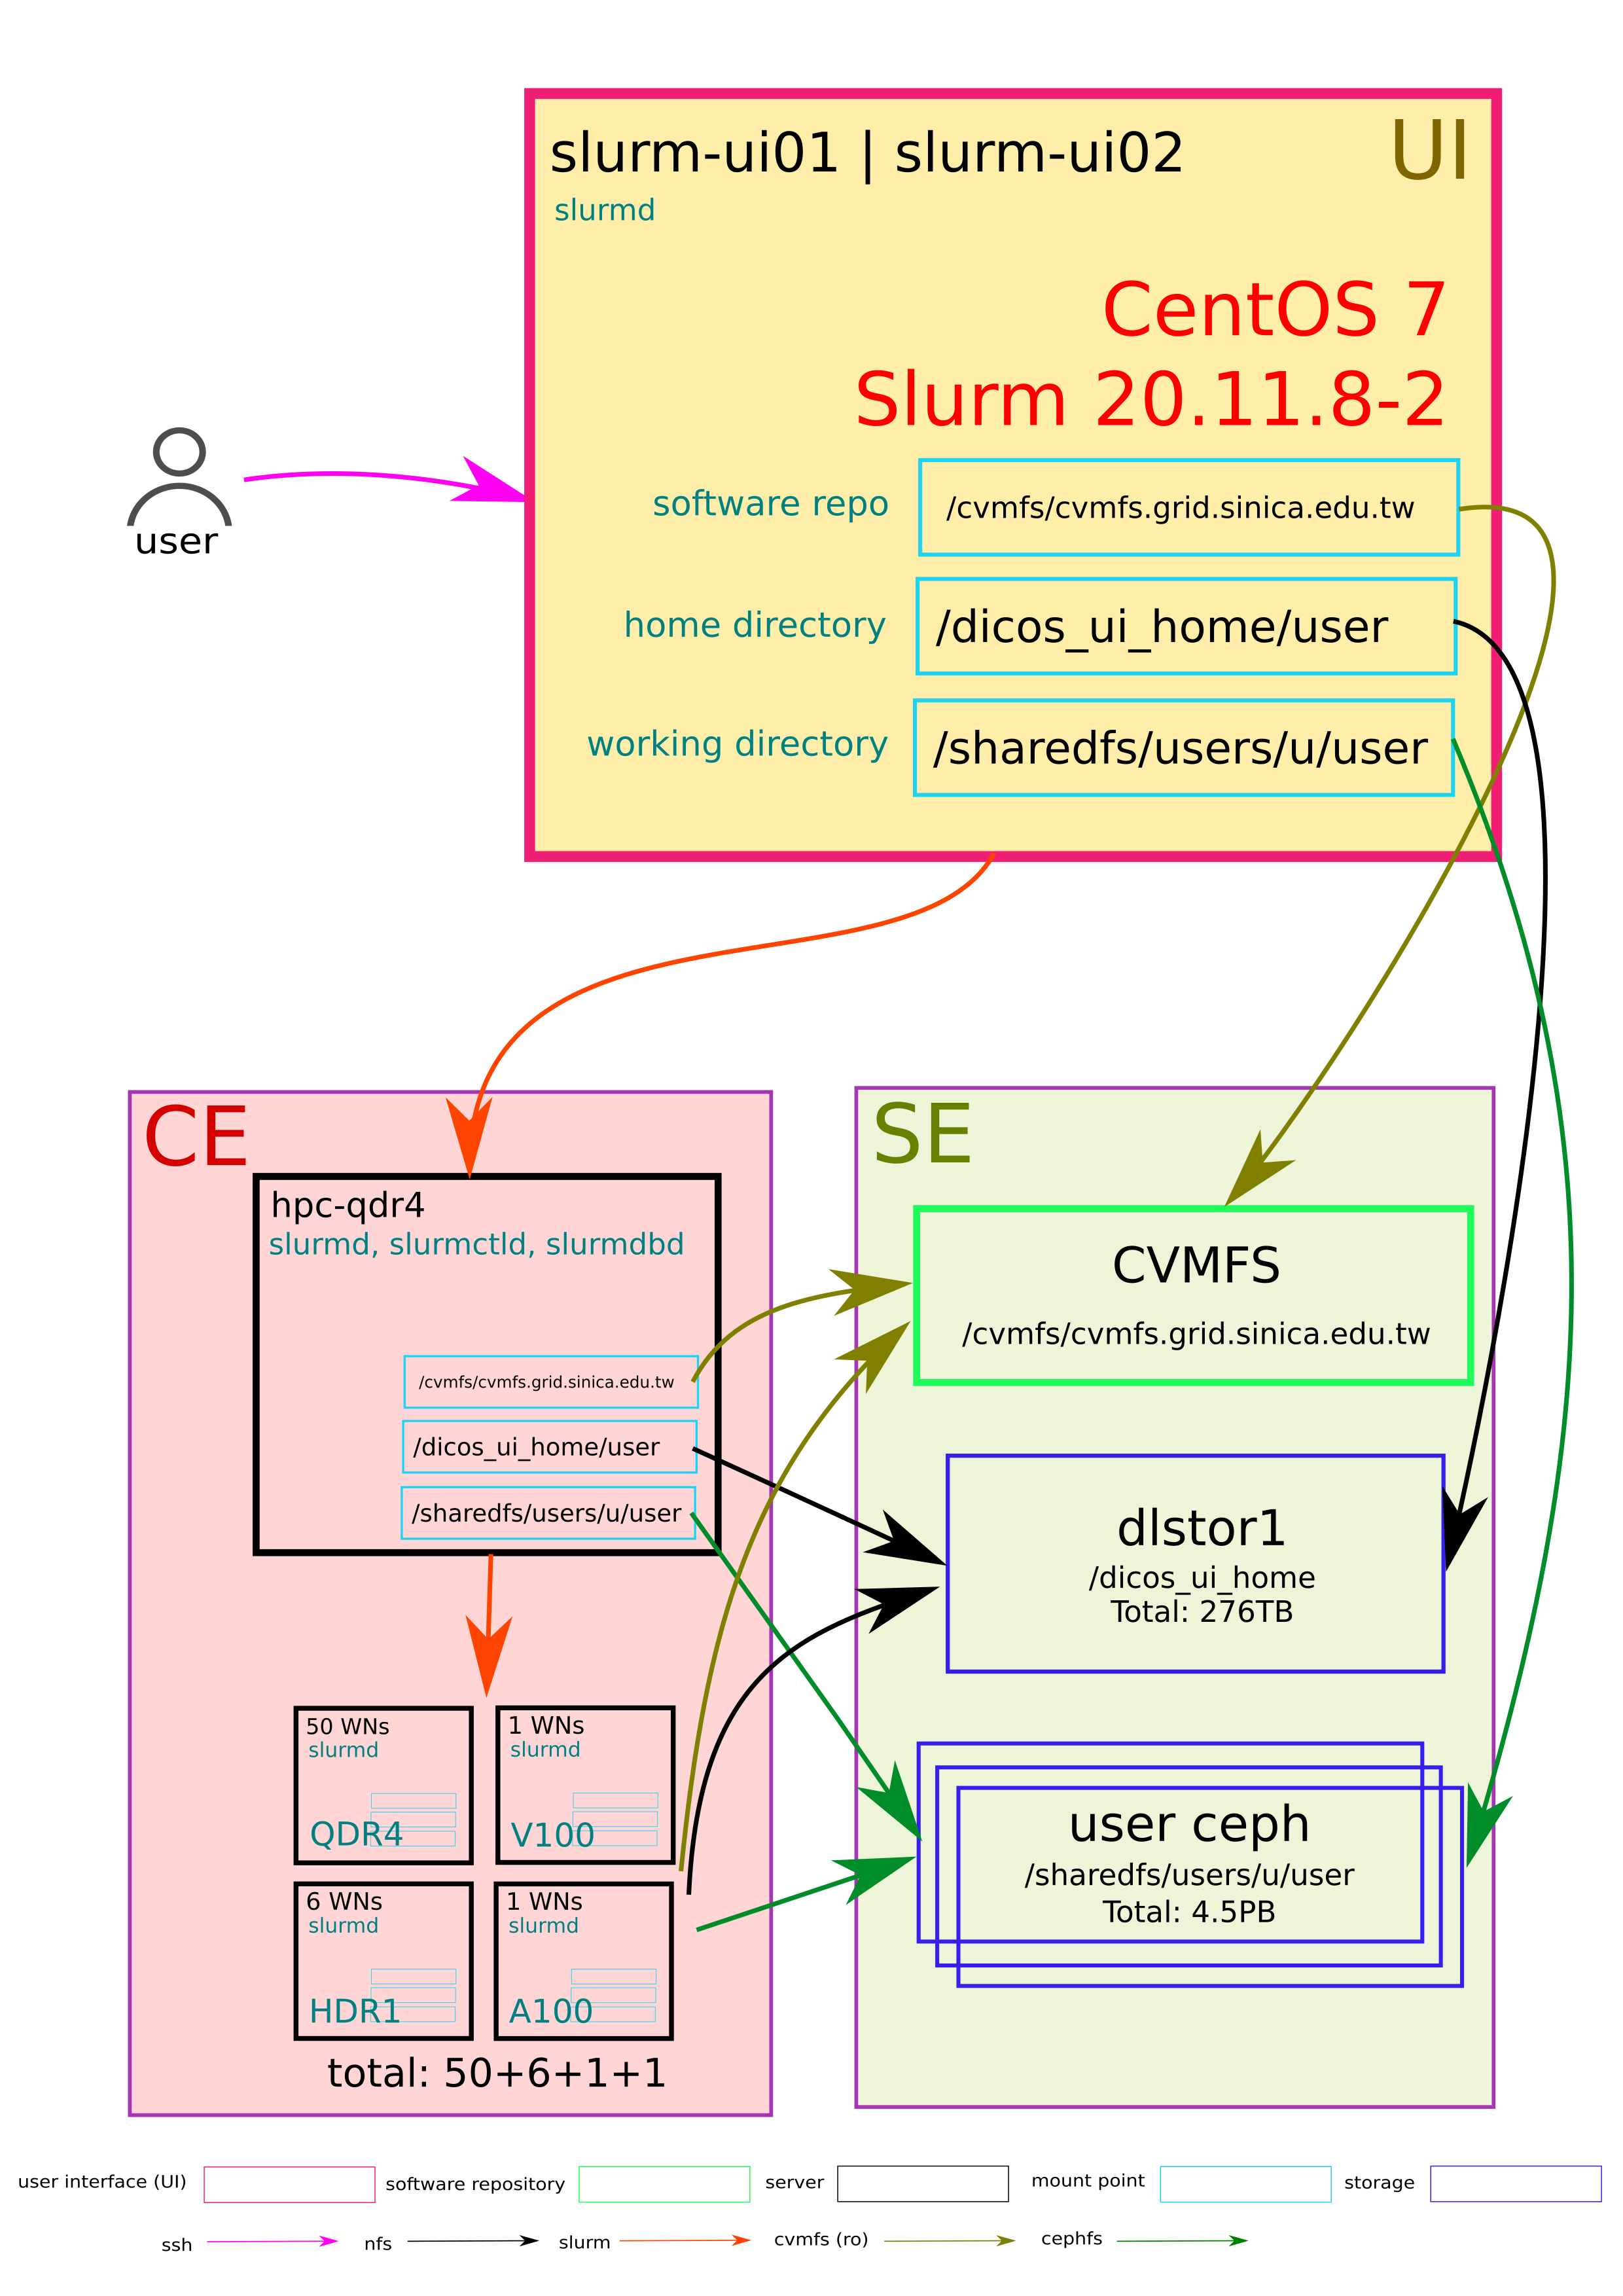 slurm-ui01 | slurm-ui02
UI
slurmd
CentOS 7
Slurm 20.11.8-2
software repo
/cvmfs/cvmfs.grid.sinica.edu.tw
user
home directory
/dicos_ui_home/user
working directory
/sharedfs/users/u/user
CE
hpc-qdr4
slurmd, slurmctld, slurmdbd
/cvmfs/cvmfs.grid.sinica.edu.tw
/dicos_ui_home/user
/sharedfs/users/u/user
50 WNs
slurmd
QDR4
1 WNs
slurmd
V100
6 WNs
slurmd
HDR1
1 WNs
slurmd
A100
total: 50+6+1+1
SE
CVMFS
/cvmfs/cvmfs.grid.sinica.edu.tw
dlstor1
/dicos_ui_home
Total: 276TB
user ceph
/sharedfs/users/u/user
Total: 4.5PB
user interface (UI)
software repository
server
mount point
storage
ssh
nfs
slurm
cvmfs (ro)
cephfs